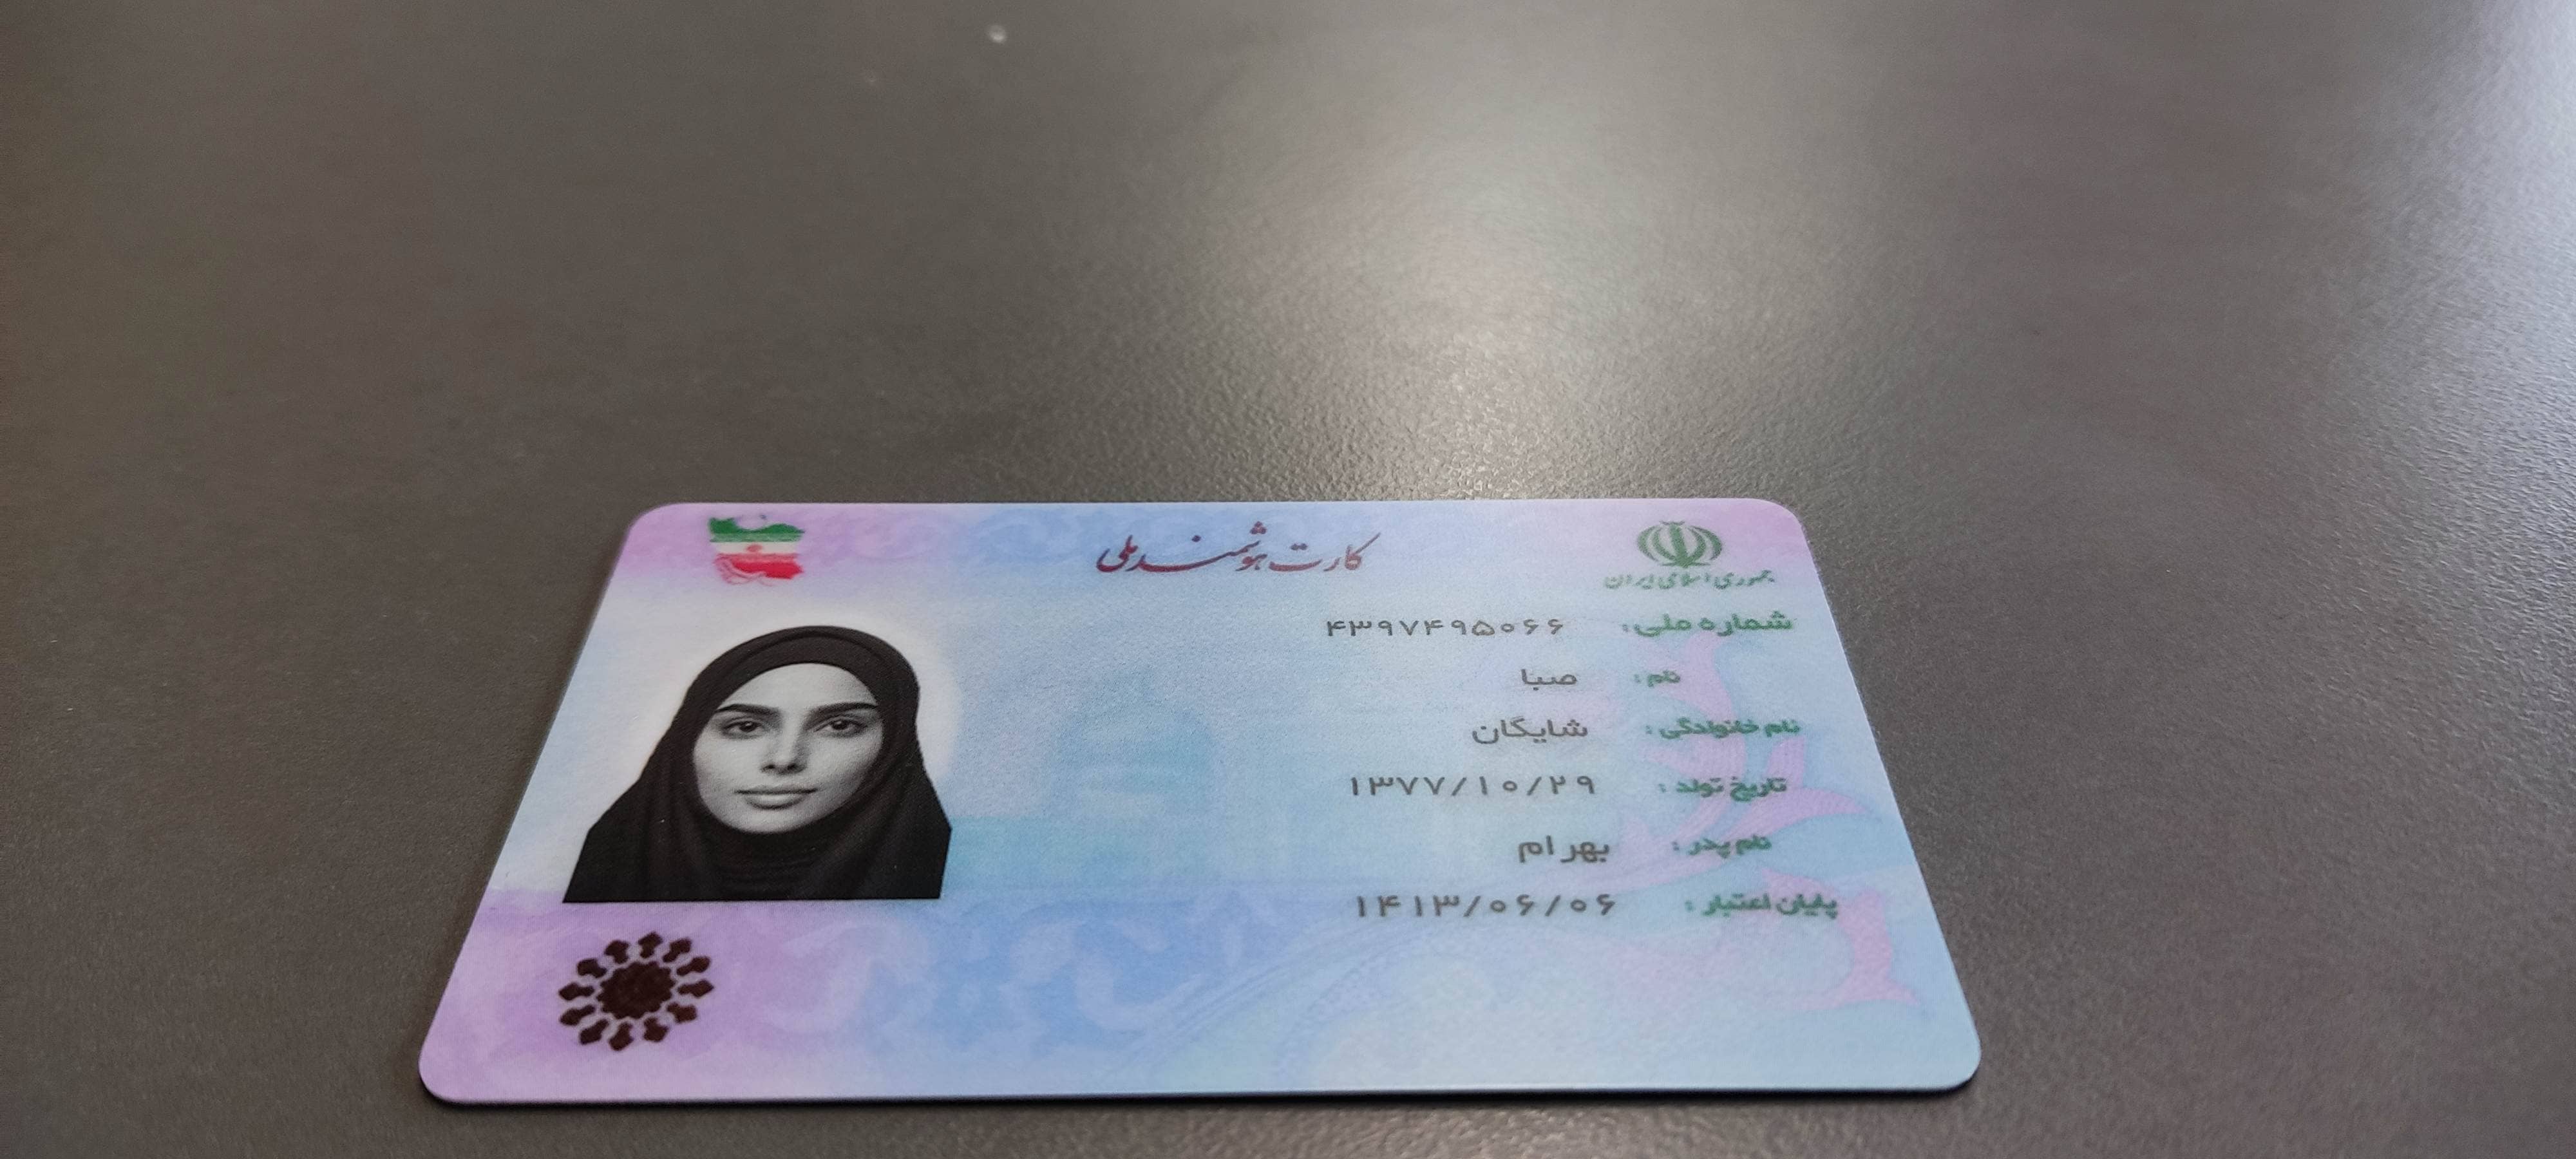 کارت هوشمند ملی
جمهوری اسلامی ایران
شماره ملی: ۴۳۹۷۴۹۵۰۶۶
نام: صبا
نام خانوادگی: شایگان
تاریخ تولد: ۱۳۷۷/۱۰/۲۹
نام پدر: بهرام
پایان اعتبار: ۱۴۱۳/۰۶/۰۶